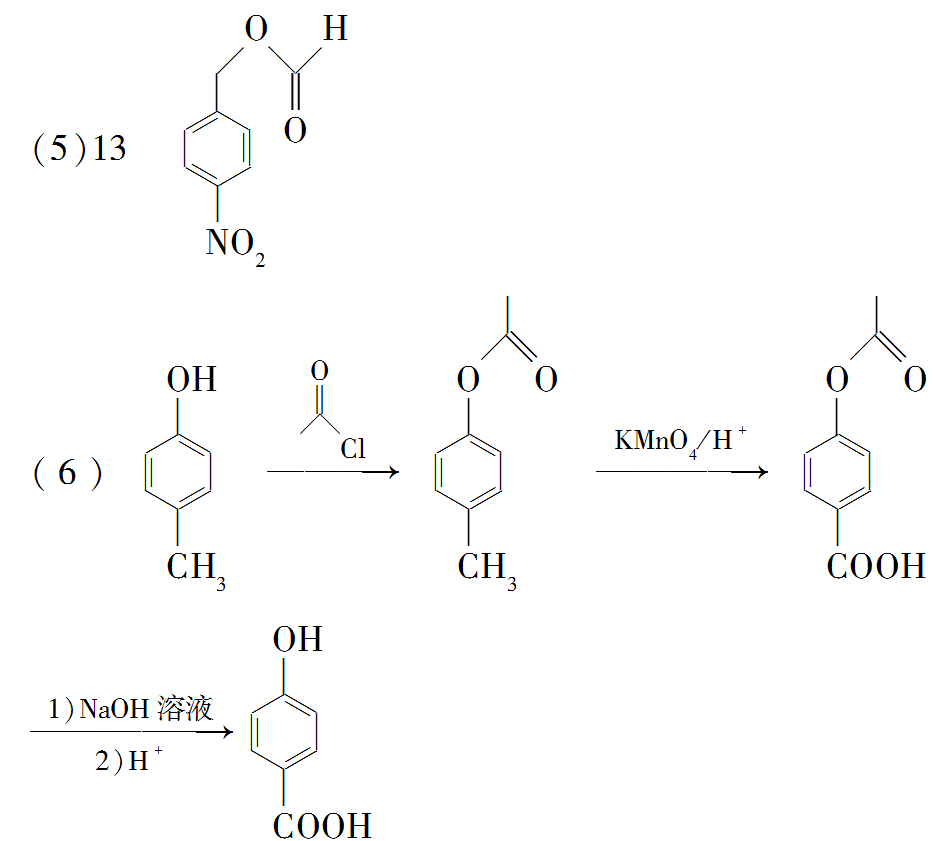 O H
O
(5)13
NO₂
O
OH O O O
Cl KMnO₄/H⁺
(6)
CH₃ CH₃ COOH
OH
1)NaOH 溶液
2)H⁺
COOH